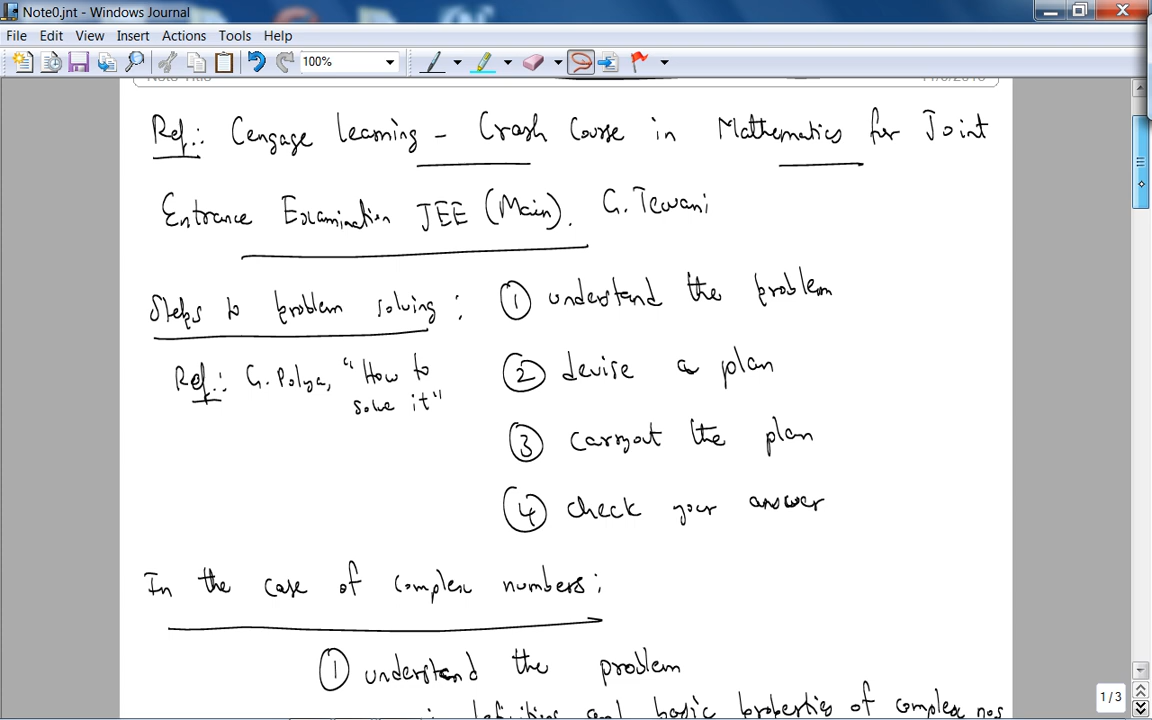 Note0.jnt - Windows Journal
File Edit View Insert Actions Tools Help
100%
Ref.: Cengage Learning - Crash Course in Mathematics for Joint
Entrance Examination JEE (Main). G. Tewani
Steps to problem solving : ① understand the problem
Ref.: G. Polya, "How to solve it"
② devise a plan
③ carryout the plan
④ check your answer
In the case of complex numbers :
① understand the problem
definition and basic properties of complex nos
1 / 3